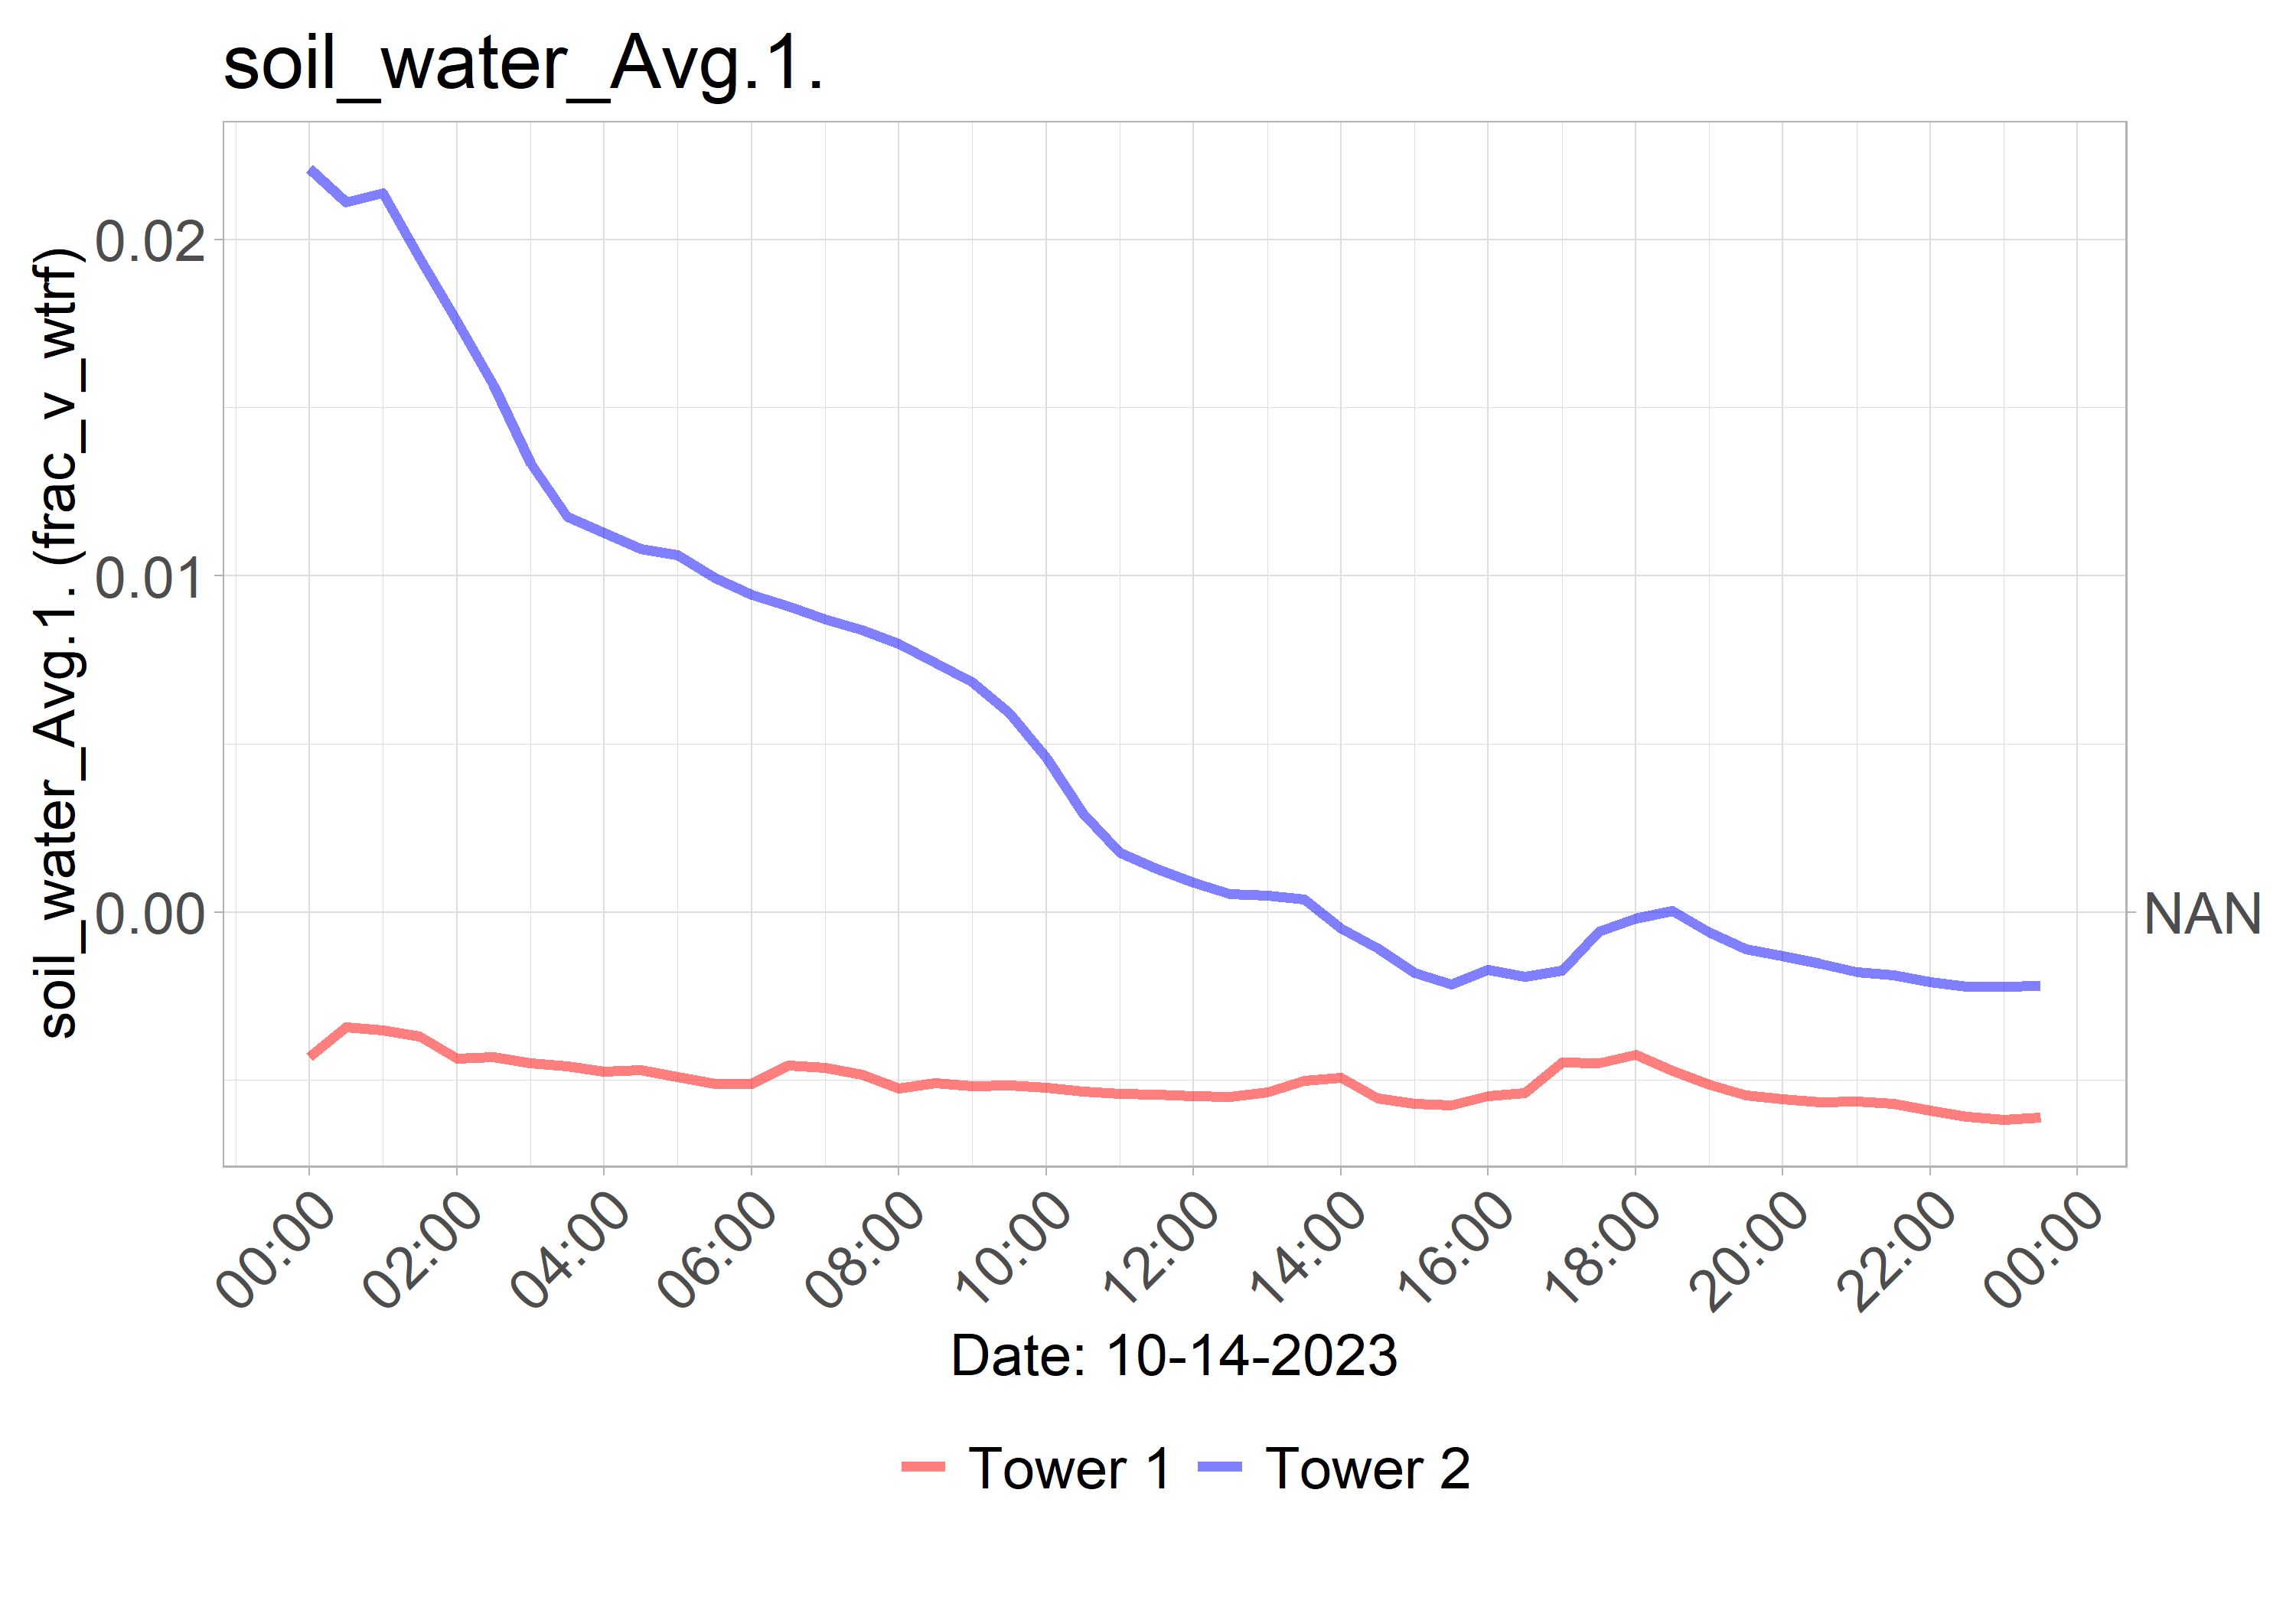 soil_water_Avg.1.
soil_water_Avg.1. (frac_v_wtrf)
0.02
0.01
0.00
NAN
00:00
02:00
04:00
06:00
08:00
10:00
12:00
14:00
16:00
18:00
20:00
22:00
00:00
Date: 10-14-2023
Tower 1
Tower 2